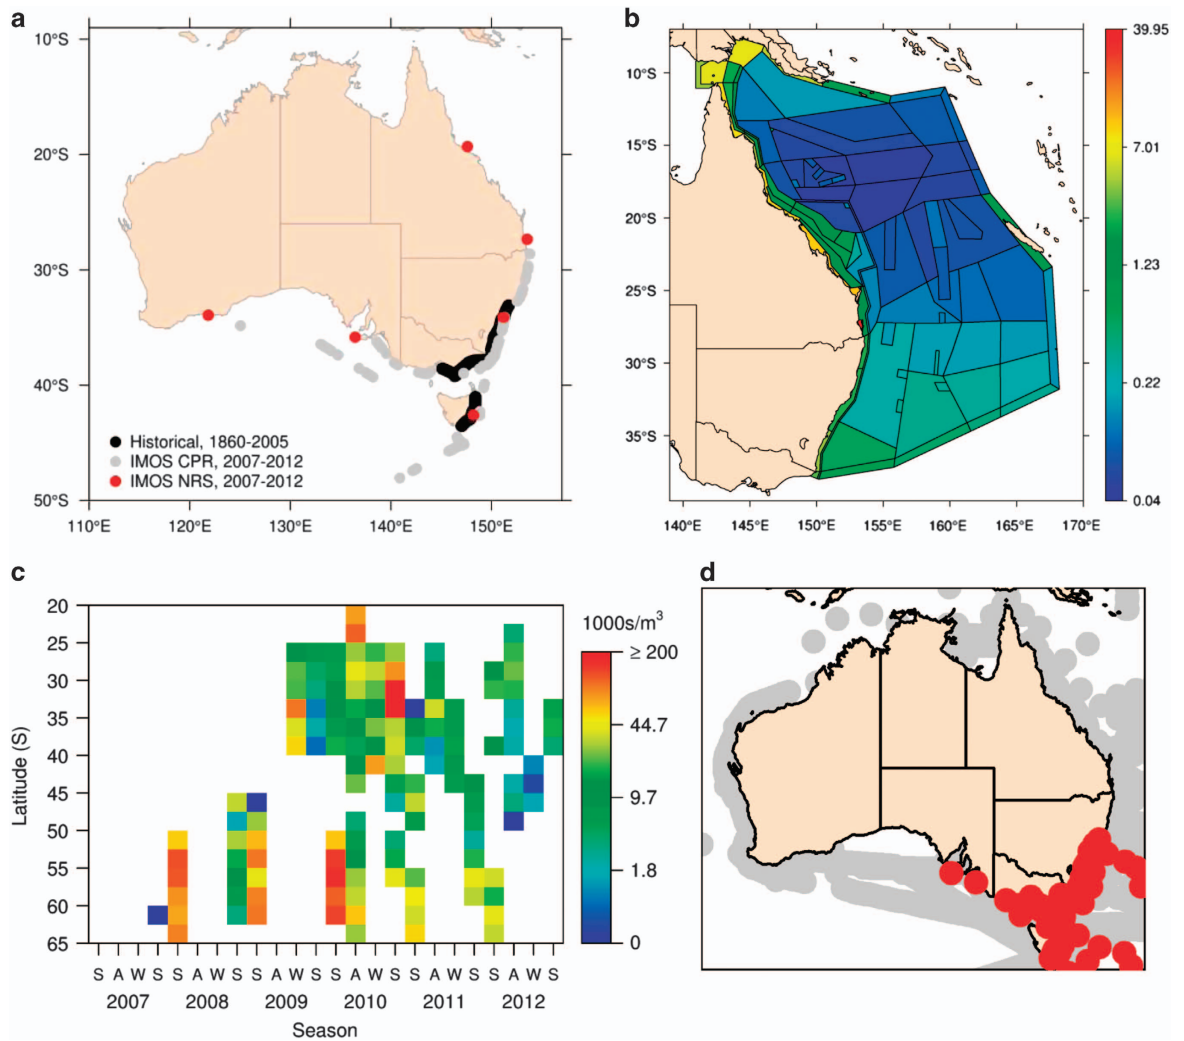 a
10°S
20°S
30°S
40°S
50°S
Historical, 1860-2005
IMOS CPR, 2007-2012
IMOS NRS, 2007-2012
110°E 120°E 130°E 140°E 150°E
b
10°S
15°S
20°S
25°S
30°S
35°S
140°E 145°E 150°E 155°E 160°E 165°E 170°E
39.95
7.01
1.23
0.22
0.04
c
20
25
30
35
40
45
50
55
60
65
Latitude (S)
S A W S S A W S S A W S S A W S S A W S S A W S
2007 2008 2009 2010 2011 2012
Season
1000s/m³
≥ 200
44.7
9.7
1.8
0
d